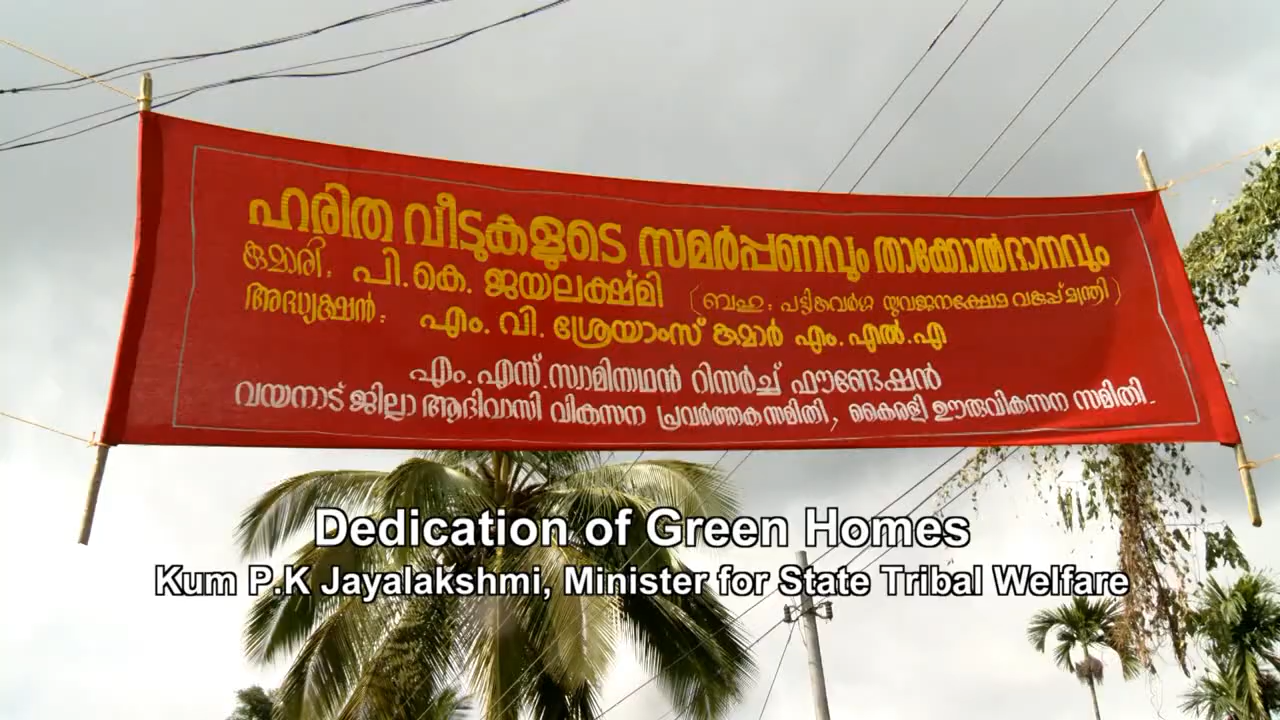 ഹരിത വീടുകളുടെ സമർപ്പണവും താക്കോൽദാനവും
കുമാരി. പി.കെ. ജയലക്ഷ്മി (ബഹു: പട്ടികവർഗ്ഗ യുവജനക്ഷേമ വകുപ്പ് മന്ത്രി)
അദ്ധ്യക്ഷൻ: എം. വി. ശ്രേയാംസ് കുമാർ എം. എൽ. എ
എം. എസ്. സ്വാമിനാഥൻ റിസർച്ച് ഫൗണ്ടേഷൻ
വയനാട് ജില്ലാ ആദിവാസി വികസന പ്രവർത്തകസമിതി, കൈരളി ഊരുവികസന സമിതി.
Dedication of Green Homes
Kum P.K Jayalakshmi, Minister for State Tribal Welfare